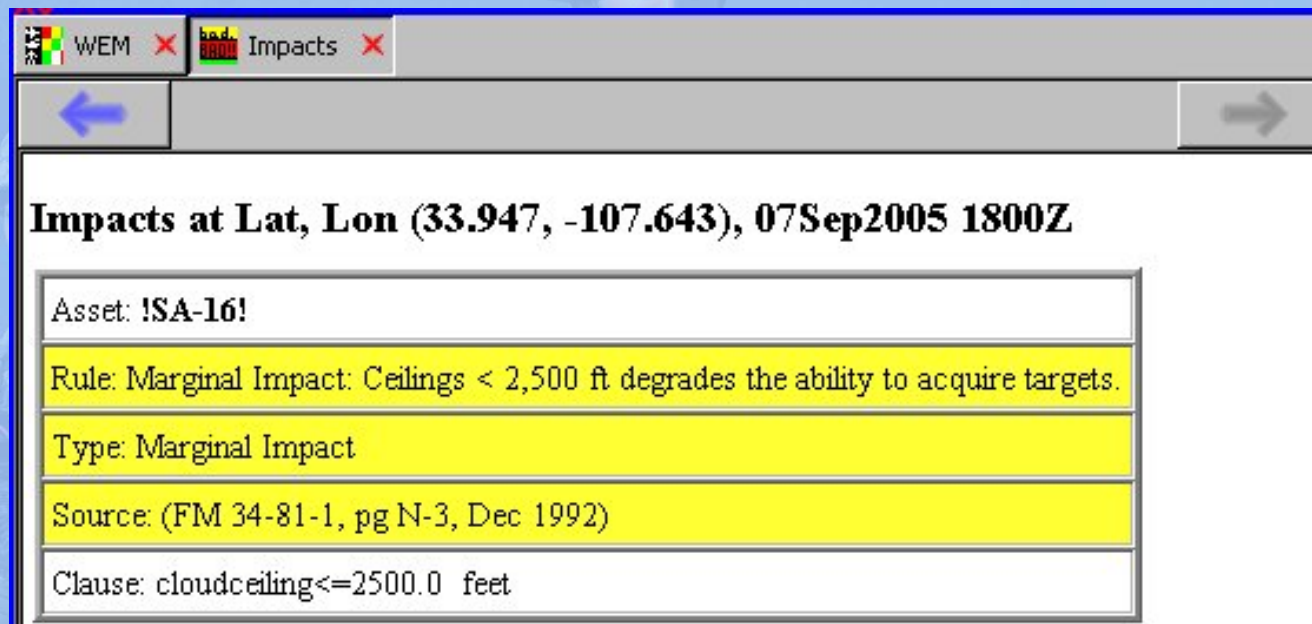 WEM Impacts
Impacts at Lat, Lon (33.947, -107.643), 07Sep2005 1800Z
Asset: !SA-16!
Rule: Marginal Impact: Ceilings < 2,500 ft degrades the ability to acquire targets.
Type: Marginal Impact
Source: (FM 34-81-1, pg N-3, Dec 1992)
Clause: cloudceiling<=2500.0 feet